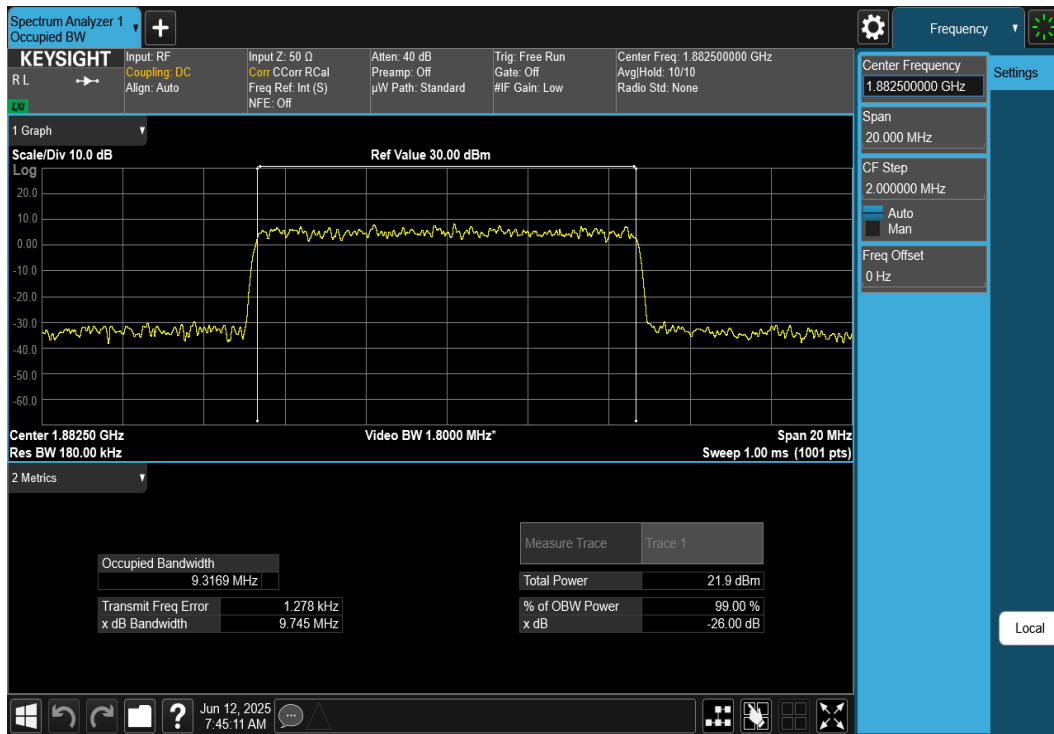 Spectrum Analyzer 1
Occupied BW
+
Frequency
KEYSIGHT
R L
LXI
Input: RF
Coupling: DC
Align: Auto
Input Z: 50 Ω
Corr CCorr RCal
Freq Ref: Int (S)
NFE: Off
Atten: 40 dB
Preamp: Off
µW Path: Standard
Trig: Free Run
Gate: Off
#IF Gain: Low
Center Freq: 1.882500000 GHz
Avg|Hold: 10/10
Radio Std: None
Center Frequency
1.882500000 GHz
Settings
Span
20.000 MHz
CF Step
2.000000 MHz
Auto
Man
Freq Offset
0 Hz
Local
1 Graph
Scale/Div 10.0 dB
Ref Value 30.00 dBm
Log
20.0
10.0
0.00
-10.0
-20.0
-30.0
-40.0
-50.0
-60.0
Center 1.88250 GHz
Video BW 1.8000 MHz*
Span 20 MHz
Res BW 180.00 kHz
Sweep 1.00 ms (1001 pts)
2 Metrics
Measure Trace
Trace 1
Occupied Bandwidth
9.3169 MHz
Total Power
21.9 dBm
Transmit Freq Error
1.278 kHz
% of OBW Power
99.00 %
x dB Bandwidth
9.745 MHz
x dB
-26.00 dB
?
Jun 12, 2025
7:45:11 AM